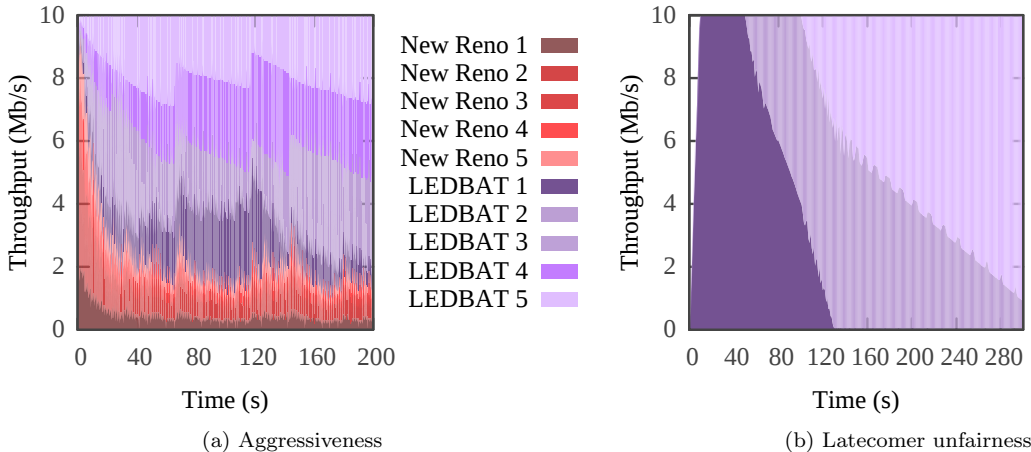 10
8
6
4
2
0
Throughput (Mb/s)
0 40 80 120 160 200
Time (s)
(a) Aggressiveness
New Reno 1
New Reno 2
New Reno 3
New Reno 4
New Reno 5
LEDBAT 1
LEDBAT 2
LEDBAT 3
LEDBAT 4
LEDBAT 5
10
8
6
4
2
0
Throughput (Mb/s)
0 40 80 120 160 200 240 280
Time (s)
(b) Latecomer unfairness